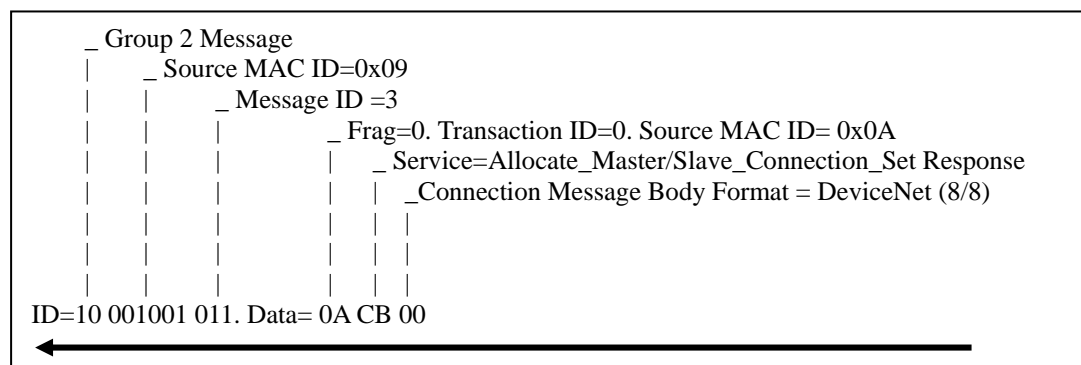 _ Group 2 Message
| _ Source MAC ID=0x09
| | _ Message ID =3
| | | _ Frag=0. Transaction ID=0. Source MAC ID= 0x0A
| | | | _ Service=Allocate_Master/Slave_Connection_Set Response
| | | | | _Connection Message Body Format = DeviceNet (8/8)
| | | | | |
| | | | | |
| | | | | |
ID=10 001001 011. Data= 0A CB 00